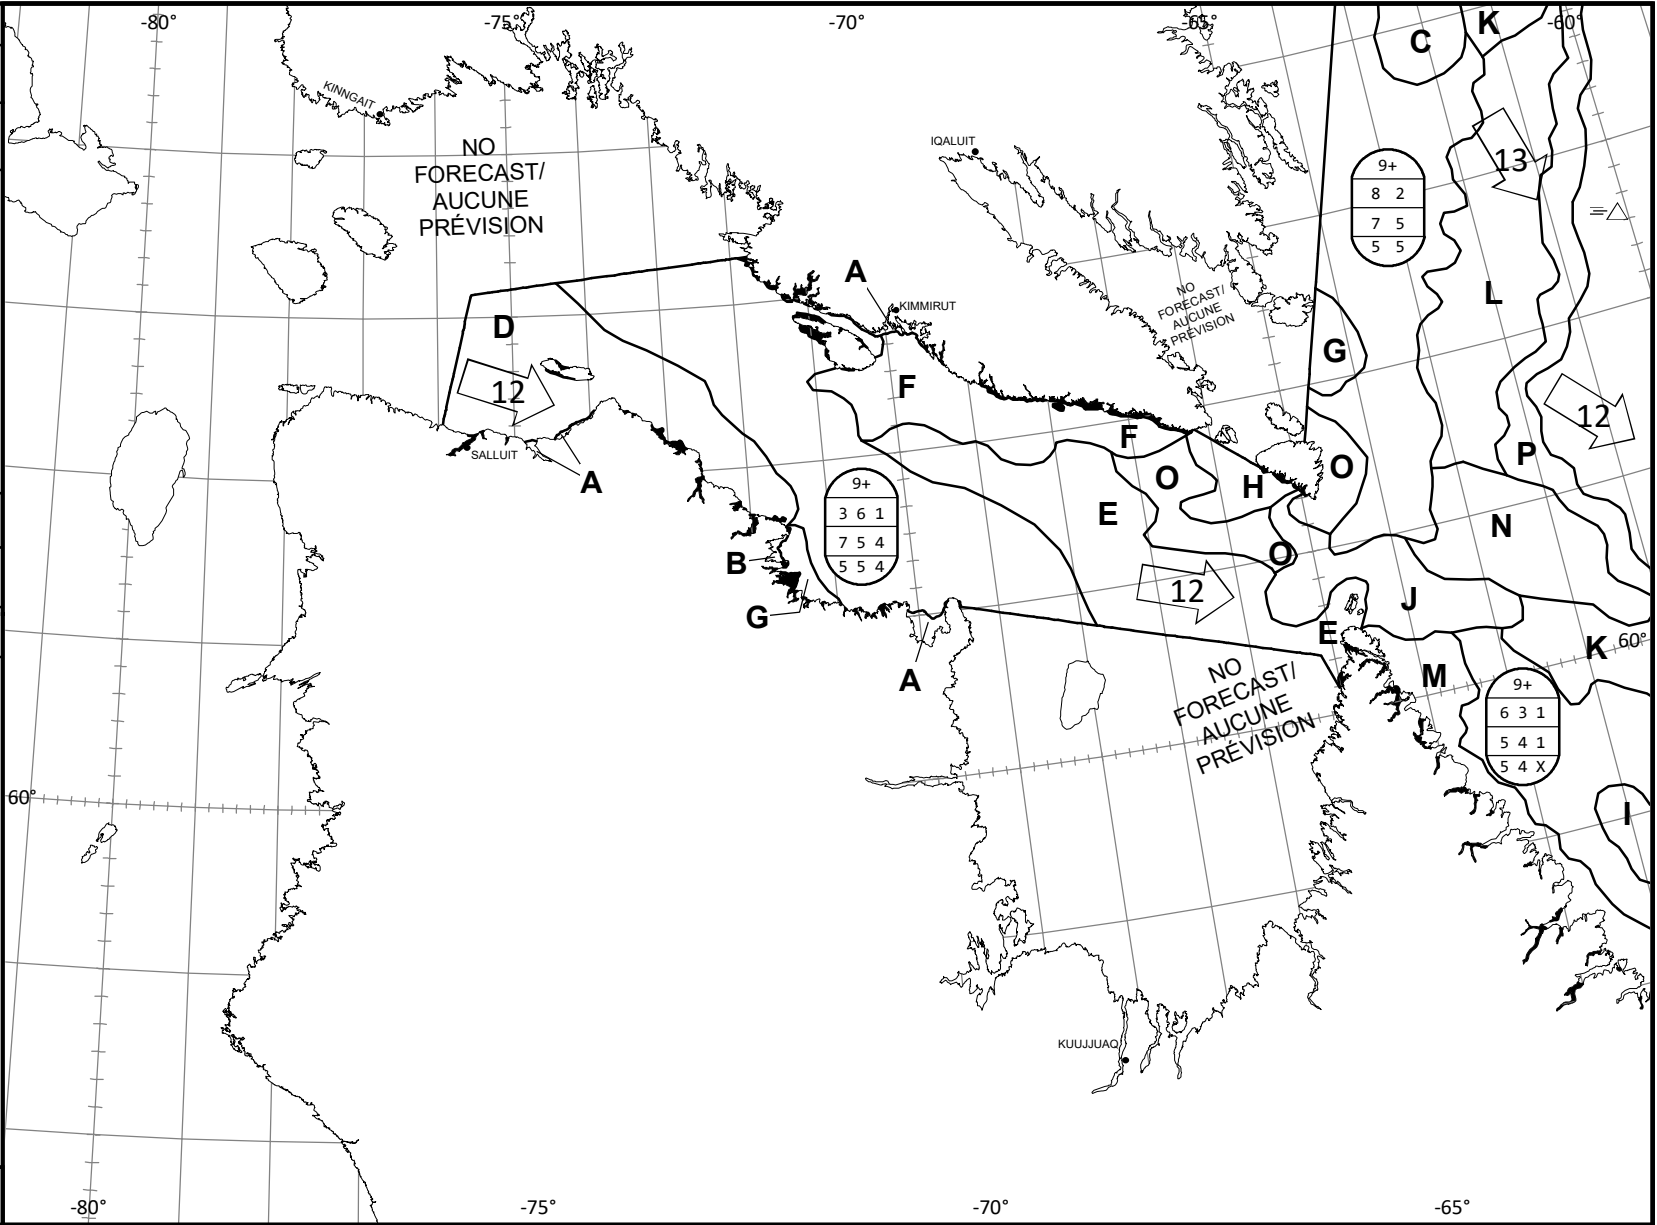 -80°
-75°
-70°
-65°
-60°
K
C
KINNGAIT
NO
FORECAST/
AUCUNE
PRÉVISION
IQALUIT
13
9+
8 2
7 5
5 5
A
KIMMIRUT
NO
FORECAST/
AUCUNE
PRÉVISION
L
D
G
12
F
12
SALLUIT
A
F
O
H
O
P
9+
3 6 1
7 5 4
5 5 4
E
N
B
O
12
J
G
E
K
60°
A
M
NO
FORECAST/
AUCUNE
PRÉVISION
9+
6 3 1
5 4 1
5 4 X
60°
I
KUUJJUAQ
-80°
-75°
-70°
-65°